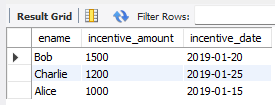 Result Grid Filter Rows:
ename incentive_amount incentive_date
Bob 1500 2019-01-20
Charlie 1200 2019-01-25
Alice 1000 2019-01-15